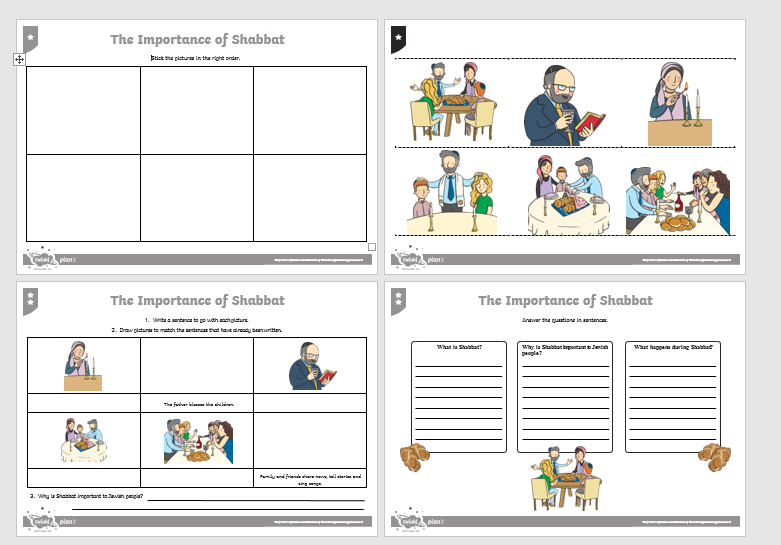 The Importance of Shabbat
Stick the pictures in the right order.
twinkl planit
twinkl planit
The Importance of Shabbat
1. Write a sentence to go with each picture.
2. Draw pictures to match the sentences that have already been written.
The father blesses the children.
Family and friends share news, tell stories and
sing songs.
3. Why is Shabbat important to Jewish people?
twinkl planit
The Importance of Shabbat
Answer the questions in sentences.
What is Shabbat?
Why is Shabbat important to Jewish
people?
What happens during Shabbat?
twinkl planit